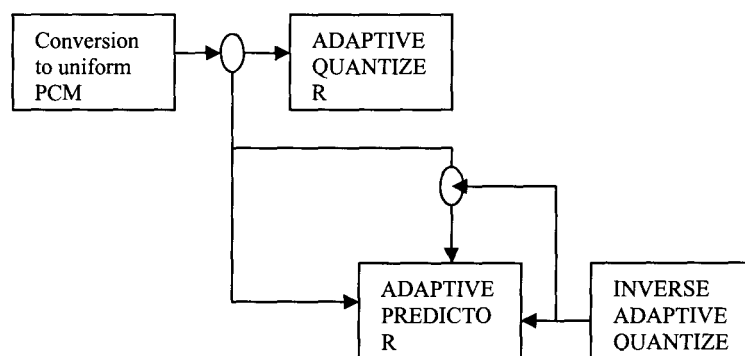 Conversion
to uniform
PCM
ADAPTIVE
QUANTIZE
R
ADAPTIVE
PREDICTO
R
INVERSE
ADAPTIVE
QUANTIZE